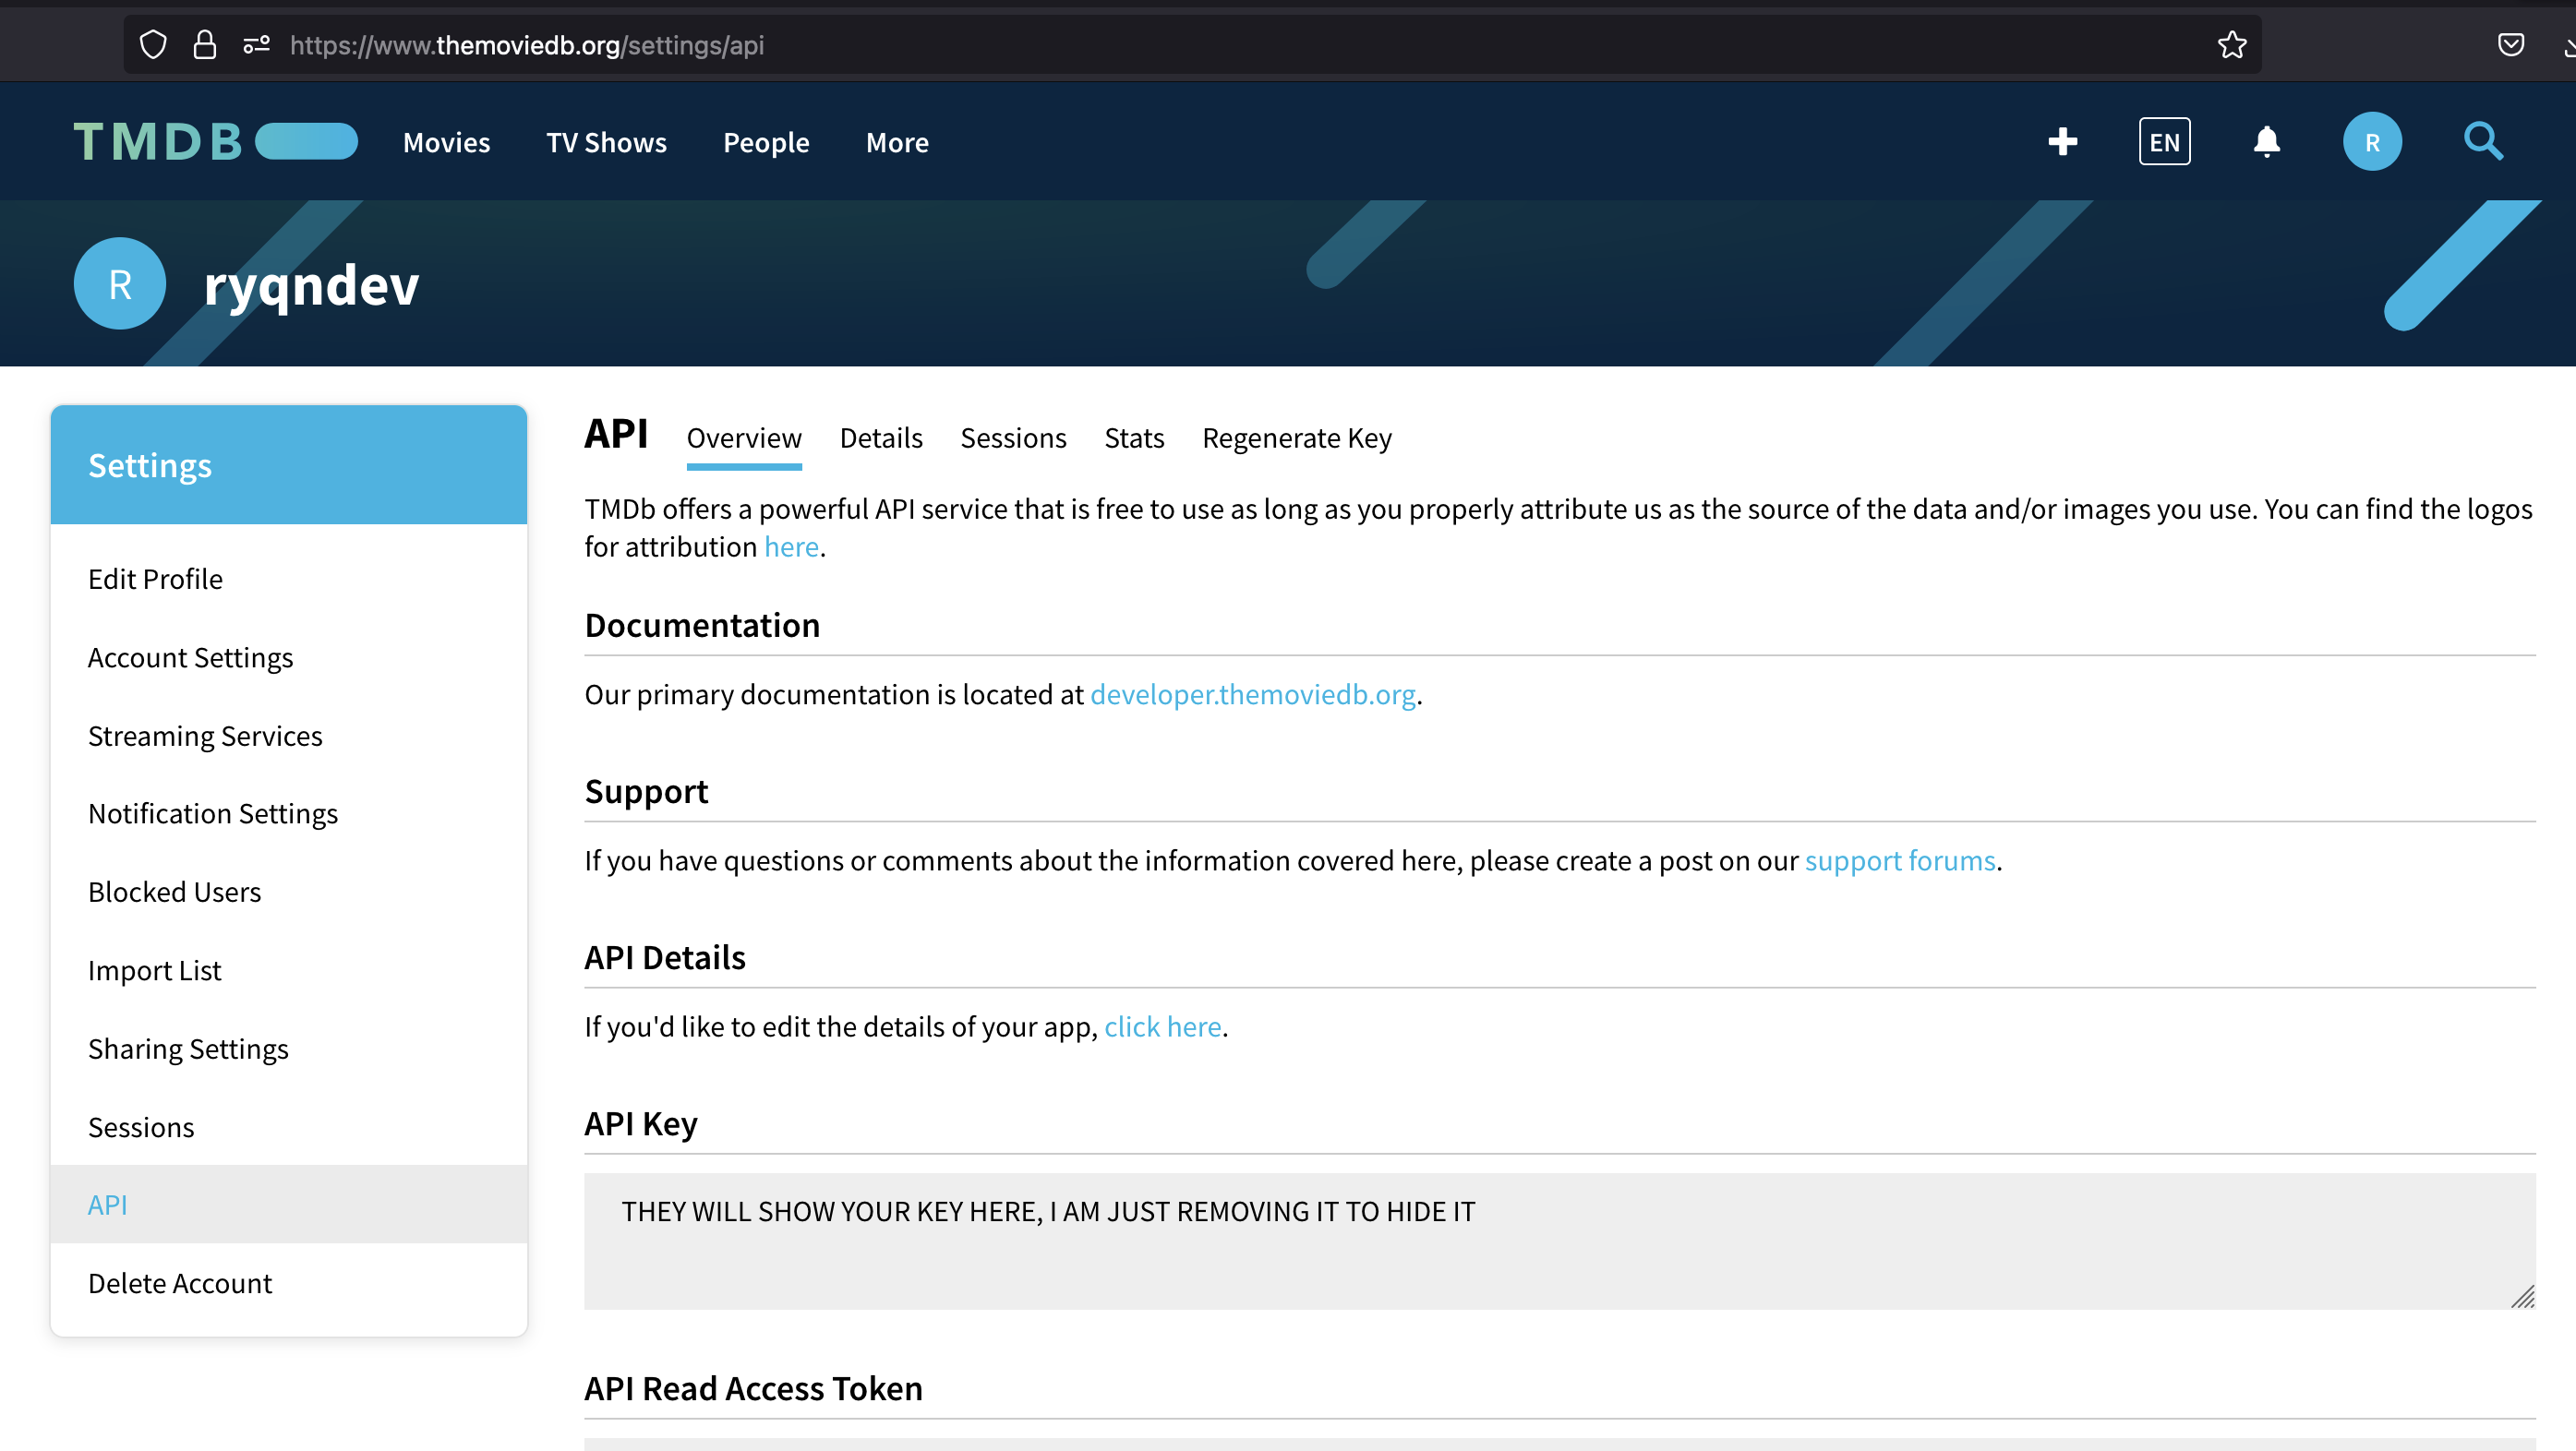 https://www.themoviedb.org/settings/api
TMDB Movies TV Shows People More EN R
R ryqndev
Settings
Edit Profile
Account Settings
Streaming Services
Notification Settings
Blocked Users
Import List
Sharing Settings
Sessions
API
Delete Account
API Overview Details Sessions Stats Regenerate Key
TMDb offers a powerful API service that is free to use as long as you properly attribute us as the source of the data and/or images you use. You can find the logos
for attribution here.
Documentation
Our primary documentation is located at developer.themoviedb.org.
Support
If you have questions or comments about the information covered here, please create a post on our support forums.
API Details
If you'd like to edit the details of your app, click here.
API Key
THEY WILL SHOW YOUR KEY HERE, I AM JUST REMOVING IT TO HIDE IT
API Read Access Token